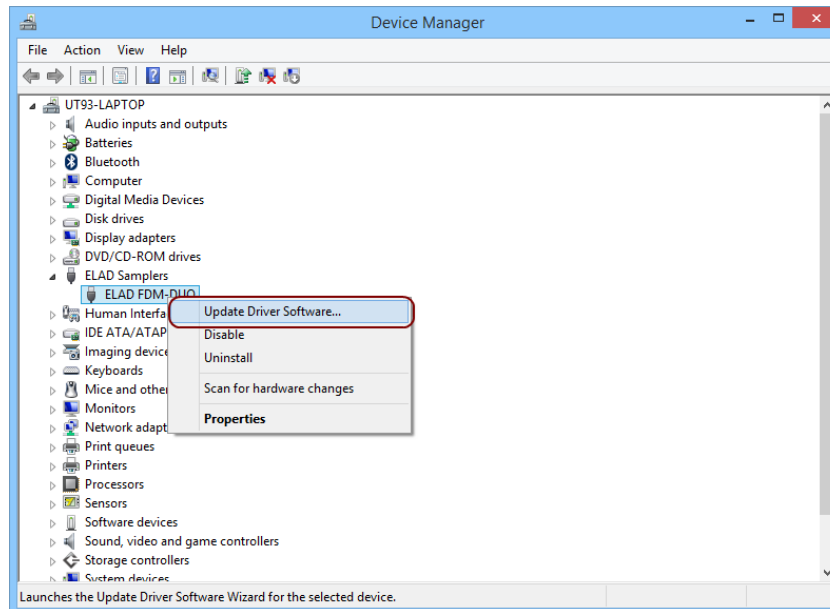 Device Manager
File Action View Help
UT93-LAPTOP
Audio inputs and outputs
Batteries
Bluetooth
Computer
Digital Media Devices
Disk drives
Display adapters
DVD/CD-ROM drives
ELAD Samplers
ELAD FDM-DUO
Human Interfa
IDE ATA/ATAP
Imaging device
Keyboards
Mice and other
Monitors
Network adapt
Print queues
Printers
Processors
Sensors
Software devices
Sound, video and game controllers
Storage controllers
System devices
Update Driver Software...
Disable
Uninstall
Scan for hardware changes
Properties
Launches the Update Driver Software Wizard for the selected device.